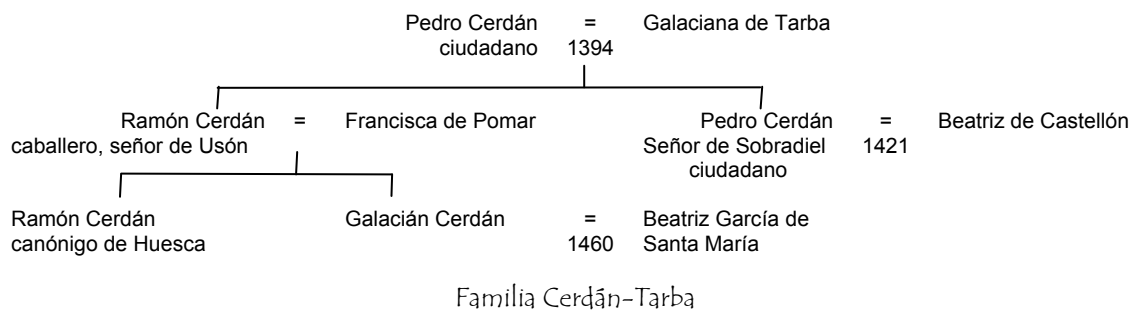 Pedro Cerdán = Galaciana de Tarba
ciudadano 1394
Ramón Cerdán = Francisca de Pomar Pedro Cerdán = Beatriz de Castellón
caballero, señor de Usón Señor de Sobradiel 1421
ciudadano
Ramón Cerdán Galacián Cerdán = Beatriz García de
canónigo de Huesca 1460 Santa María
Familia Cerdán-Tarba